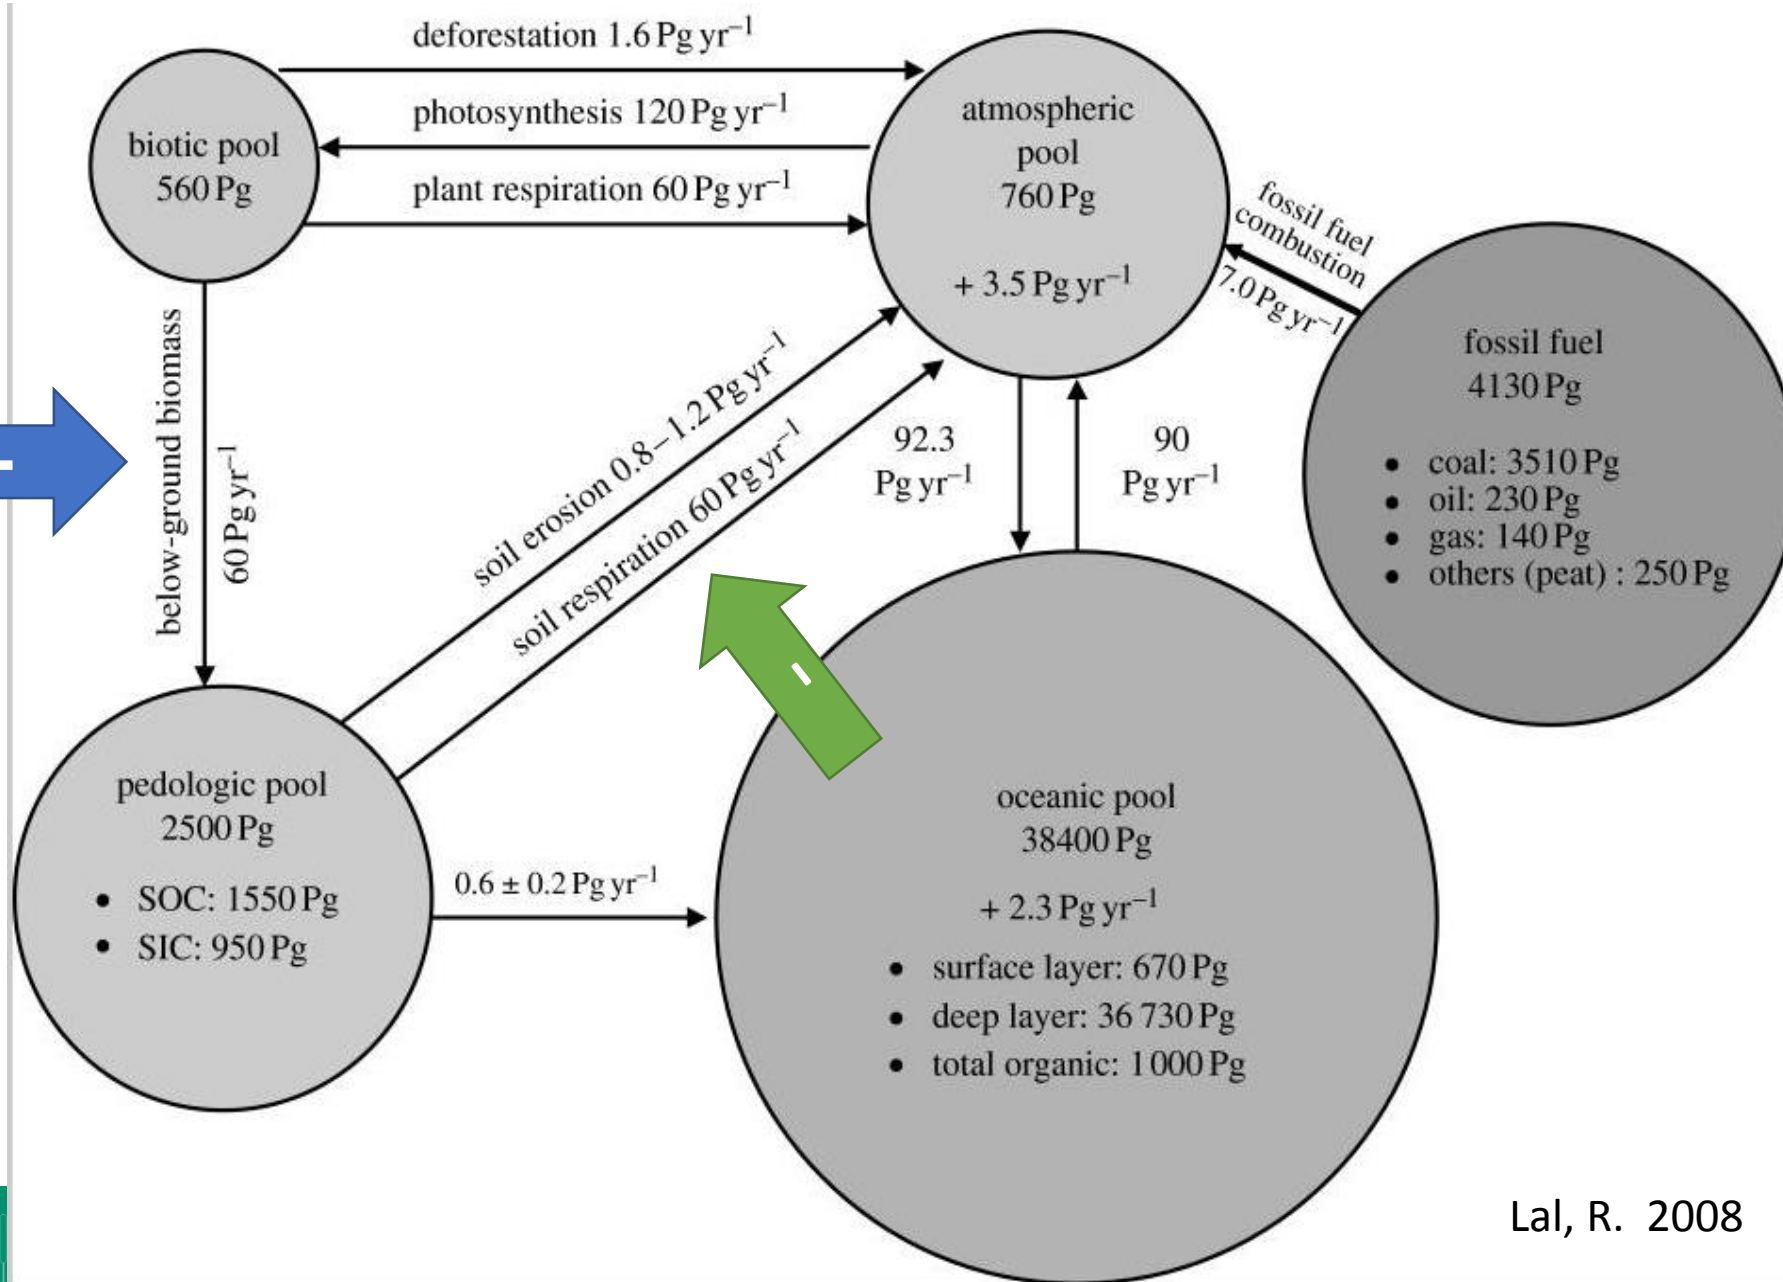 deforestation 1.6 Pg yr⁻¹
photosynthesis 120 Pg yr⁻¹
plant respiration 60 Pg yr⁻¹
biotic pool
560 Pg
atmospheric
pool
760 Pg
+ 3.5 Pg yr⁻¹
fossil fuel
combustion
7.0 Pg yr⁻¹
fossil fuel
4130 Pg
• coal: 3510 Pg
• oil: 230 Pg
• gas: 140 Pg
• others (peat) : 250 Pg
below-ground biomass
60 Pg yr⁻¹
soil erosion 0.8–1.2 Pg yr⁻¹
soil respiration 60 Pg yr⁻¹
92.3
Pg yr⁻¹
90
Pg yr⁻¹
-
-
pedologic pool
2500 Pg
• SOC: 1550 Pg
• SIC: 950 Pg
0.6 ± 0.2 Pg yr⁻¹
oceanic pool
38400 Pg
+ 2.3 Pg yr⁻¹
• surface layer: 670 Pg
• deep layer: 36 730 Pg
• total organic: 1000 Pg
Lal, R. 2008